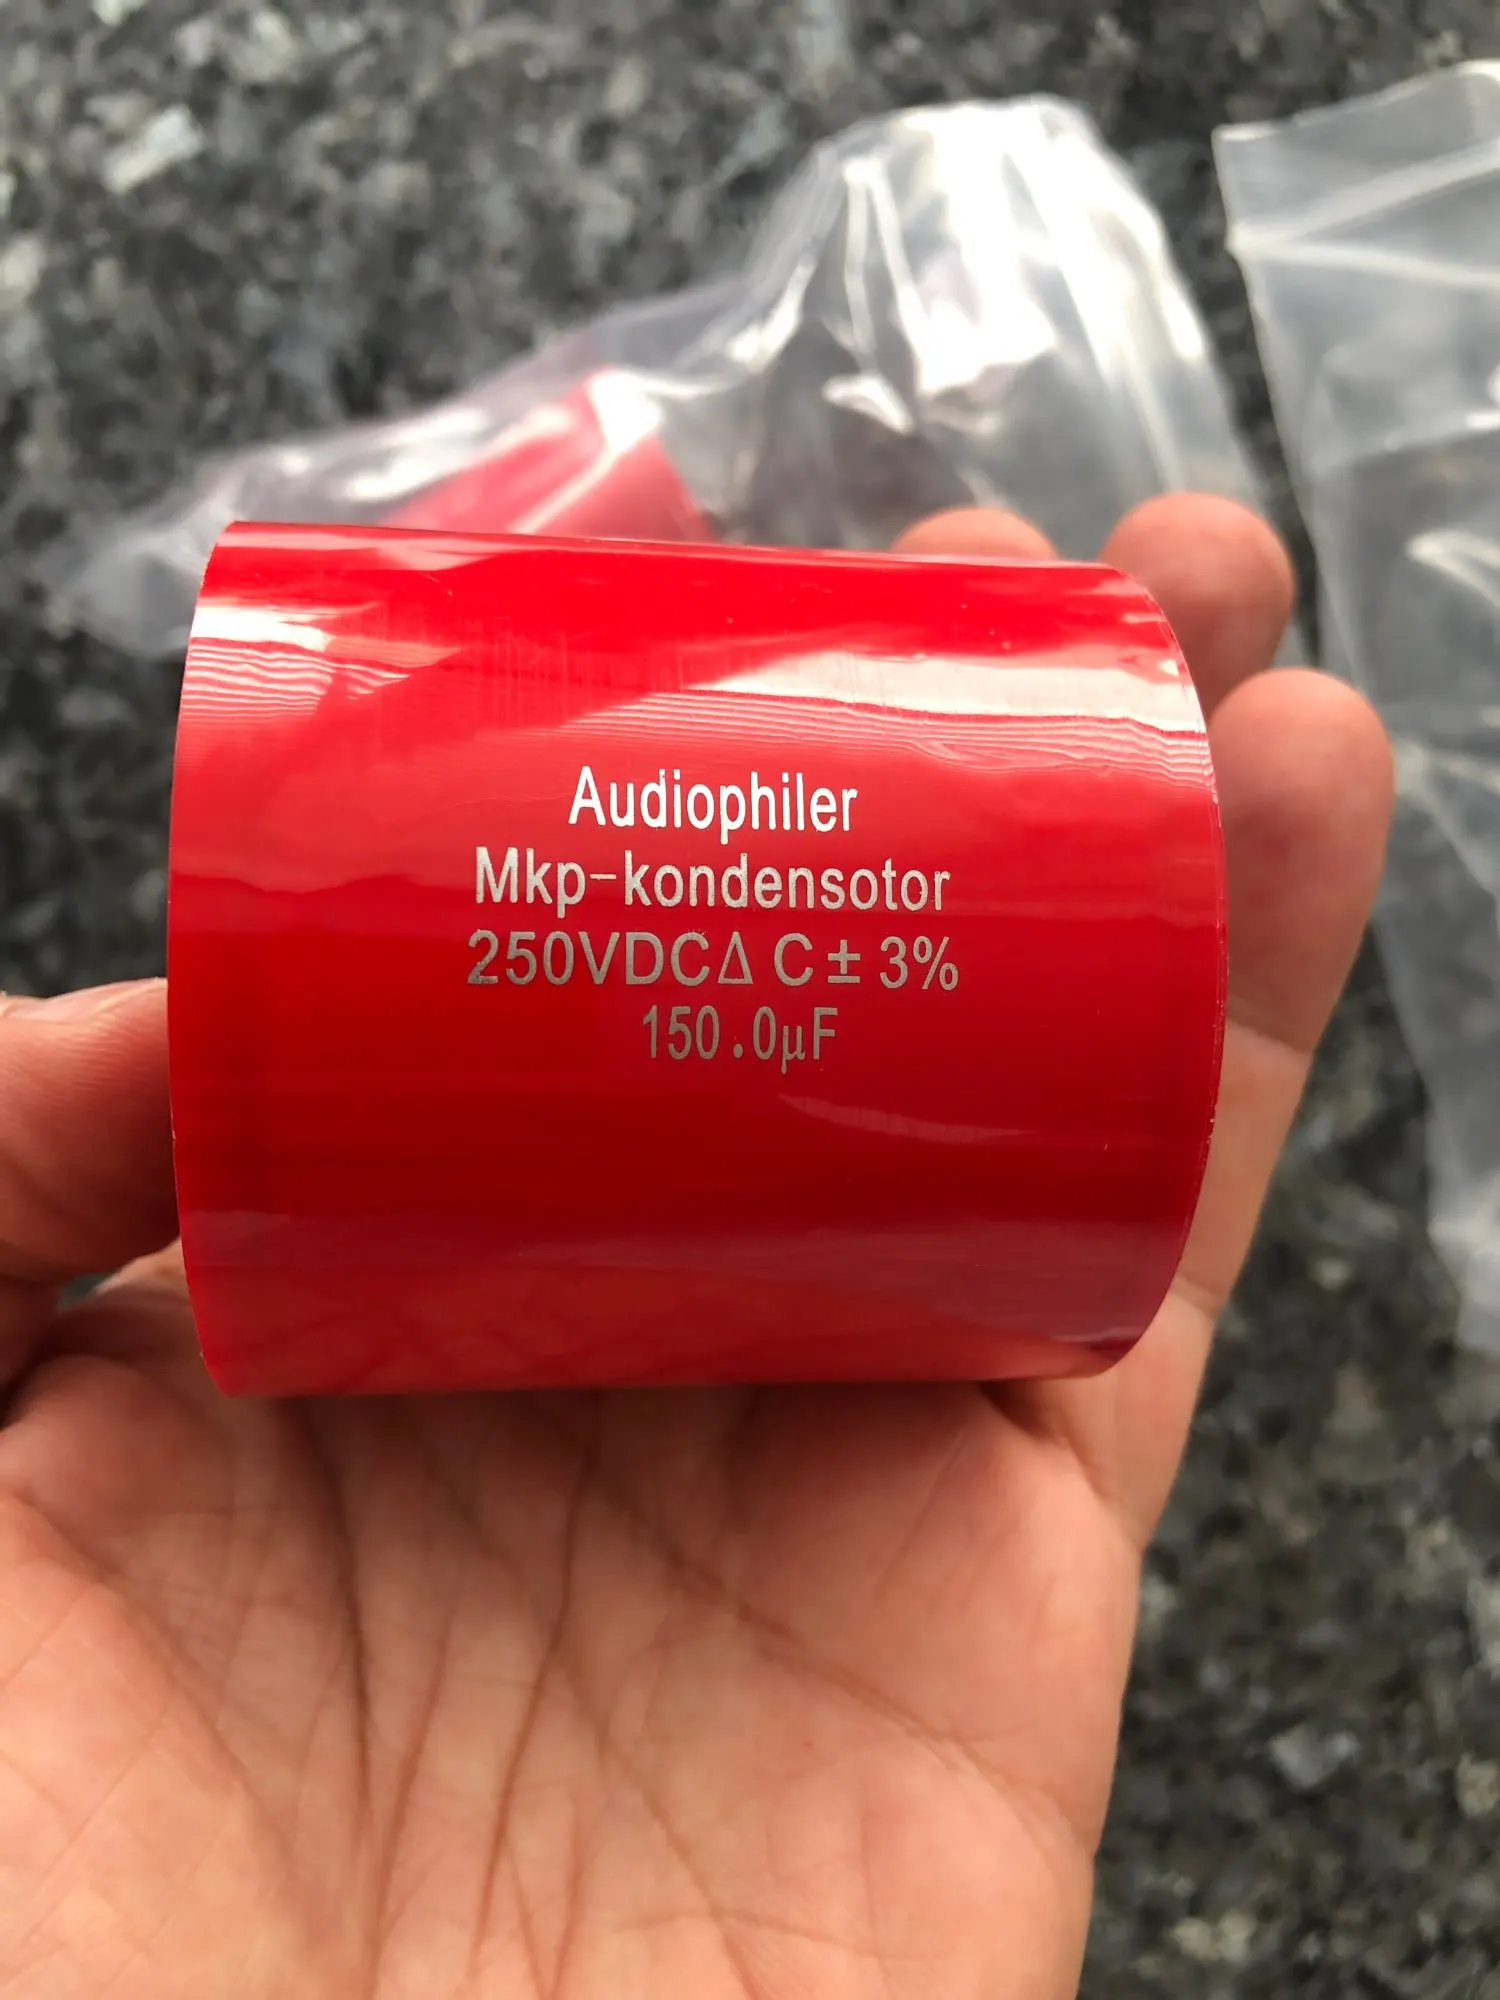 Audiophiler
Mkp-kondensotor
250VDCΔ C± 3%
150.0μF